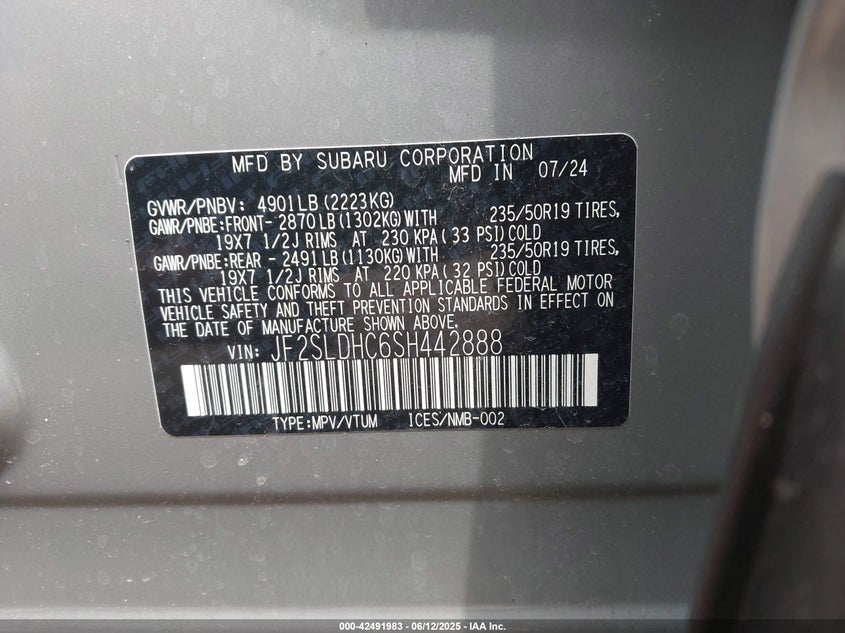 MFD BY SUBARU CORPORATION
MFD IN 07/24
GVWR/PNBV: 4901LB (2223KG)
GAWR/PNBE:FRONT- 2870LB (1302KG) WITH 235/50R19 TIRES,
19X7 1/2J RIMS AT 230 KPA (33 PSI) COLD
GAWR/PNBE:REAR - 2491LB (1130KG) WITH 235/50R19 TIRES,
19X7 1/2J RIMS AT 220 KPA (32 PSI) COLD
THIS VEHICLE CONFORMS TO ALL APPLICABLE FEDERAL MOTOR
VEHICLE SAFETY AND THEFT PREVENTION STANDARDS IN EFFECT ON
THE DATE OF MANUFACTURE SHOWN ABOVE.
VIN: JF2SLDHC6SH442888
TYPE:MPV/VTUM ICES/NMB-002
000-42491983 - 06/12/2025 - IAA Inc.